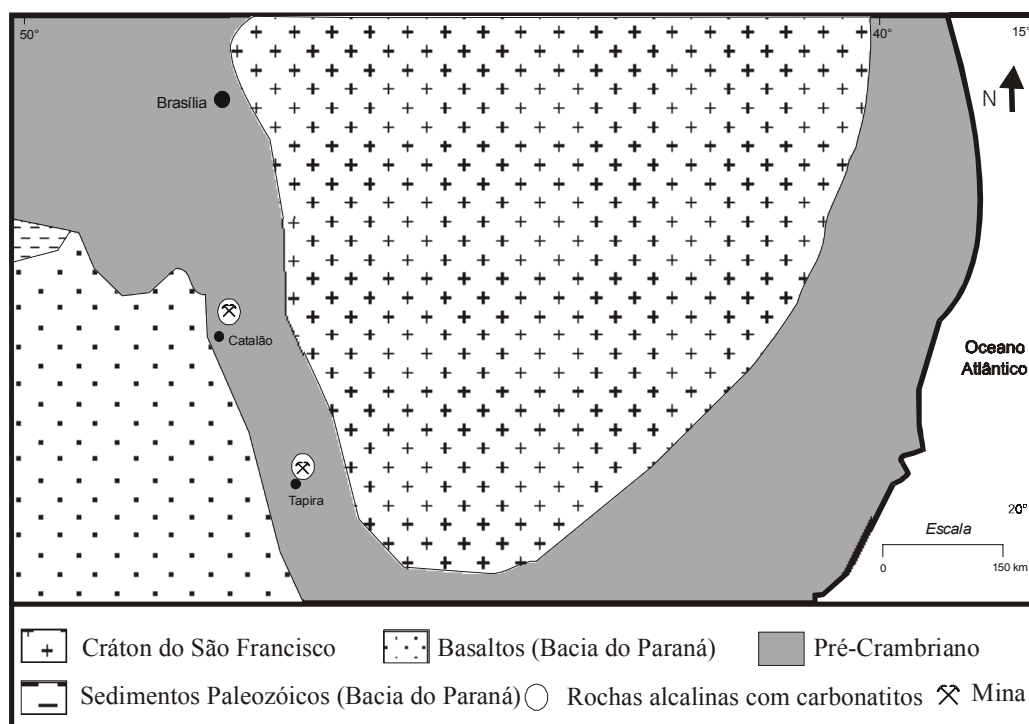 50°
40°
15°
N
Brasília
Catalão
Oceano
Atlântico
Tapira
20°
Escala
0
150 km
Cráton do São Francisco
Basaltos (Bacia do Paraná)
Pré-Crambriano
Sedimentos Paleozóicos (Bacia do Paraná)
Rochas alcalinas com carbonatitos
Mina